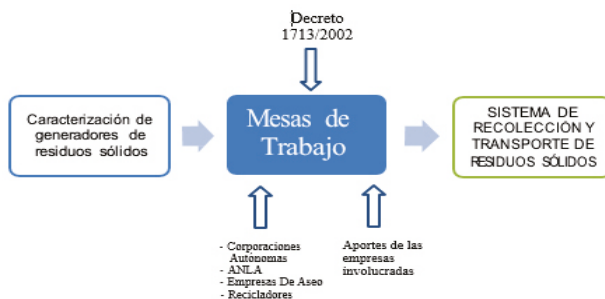 Decreto
1713/2002
Caracterización de
generadores de
residuos sólidos
Mesas de
Trabajo
SISTEMA DE
RECOLECCIÓN Y
TRANSPORTE DE
RESIDUOS SÓLIDOS
- Corporaciones
Autonomas
- ANLA
- Empresas De Aseo
- Recicladores
Aportes de las
empresas
involucradas